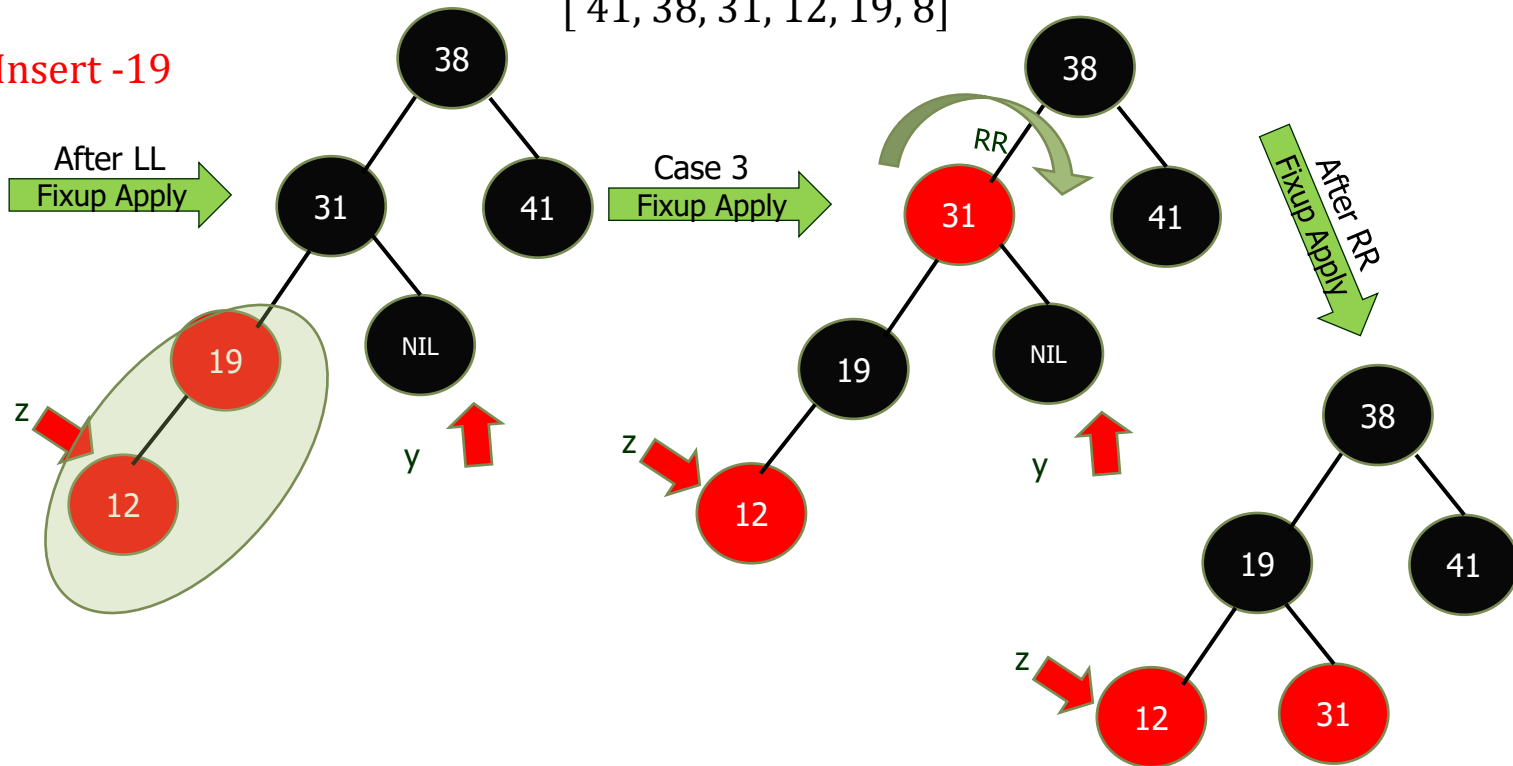 [ 41, 38, 31, 12, 19, 8]
Insert -19
After LL
Fixup Apply
38
31
41
19
NIL
z
12
y
Case 3
Fixup Apply
38
RR
31
41
19
NIL
z
12
y
After RR
Fixup Apply
38
19
41
z
12
31